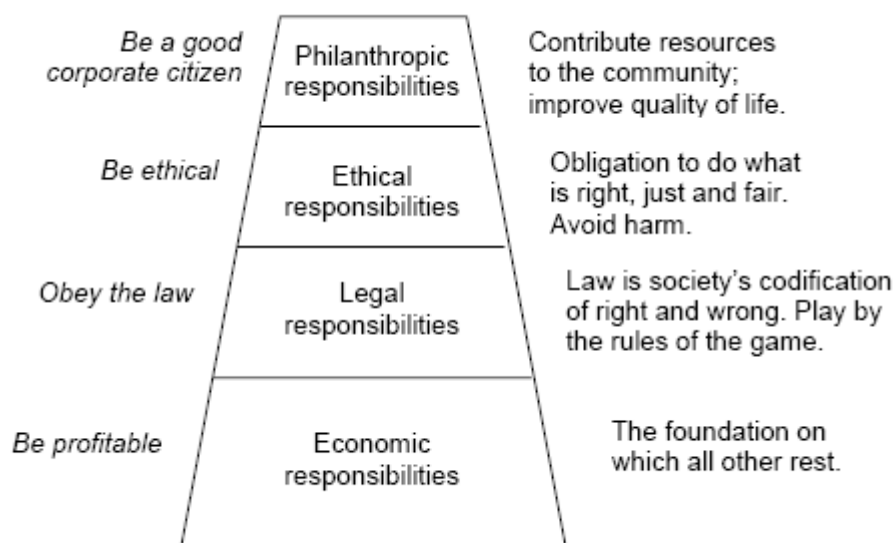 Be a good
corporate citizen
Philanthropic
responsibilities
Contribute resources
to the community;
improve quality of life.
Be ethical
Ethical
responsibilities
Obligation to do what
is right, just and fair.
Avoid harm.
Obey the law
Legal
responsibilities
Law is society's codification
of right and wrong. Play by
the rules of the game.
Be profitable
Economic
responsibilities
The foundation on
which all other rest.